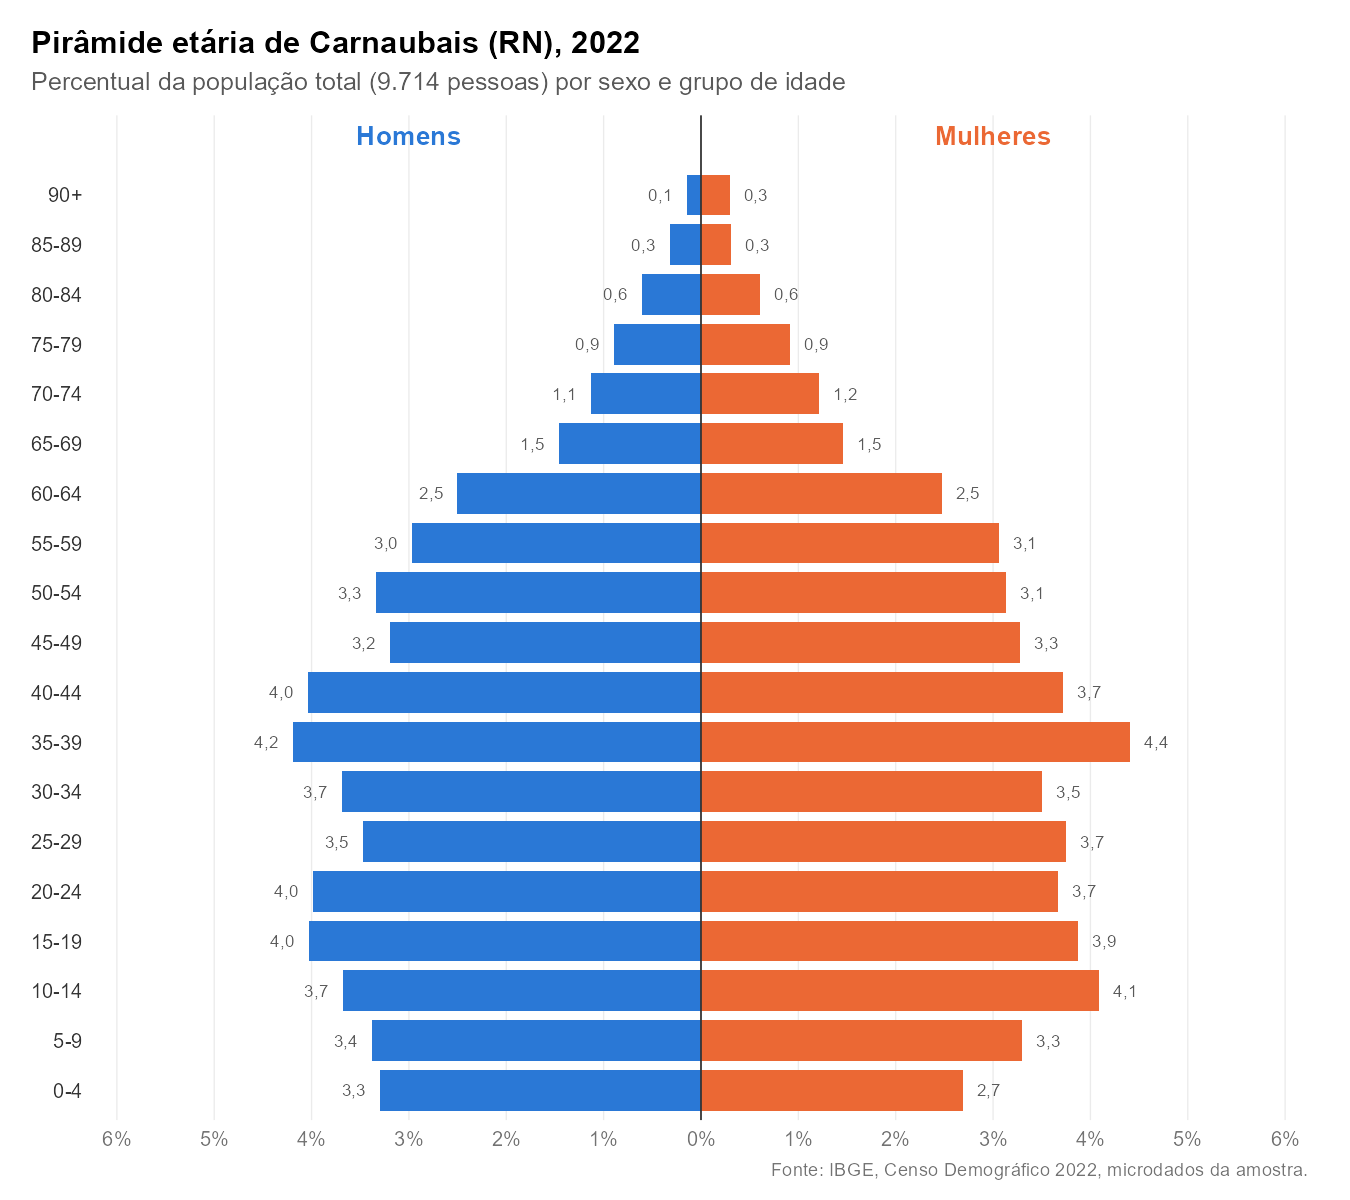 Pirâmide etária de Carnaubais (RN), 2022
Percentual da população total (9.714 pessoas) por sexo e grupo de idade
Homens Mulheres
90+ 0,1 0,3
85-89 0,3 0,3
80-84 0,6 0,6
75-79 0,9 0,9
70-74 1,1 1,2
65-69 1,5 1,5
60-64 2,5 2,5
55-59 3,0 3,1
50-54 3,3 3,1
45-49 3,2 3,3
40-44 4,0 3,7
35-39 4,2 4,4
30-34 3,7 3,5
25-29 3,5 3,7
20-24 4,0 3,7
15-19 4,0 3,9
10-14 3,7 4,1
5-9 3,4 3,3
0-4 3,3 2,7
6% 5% 4% 3% 2% 1% 0% 1% 2% 3% 4% 5% 6%
Fonte: IBGE, Censo Demográfico 2022, microdados da amostra.